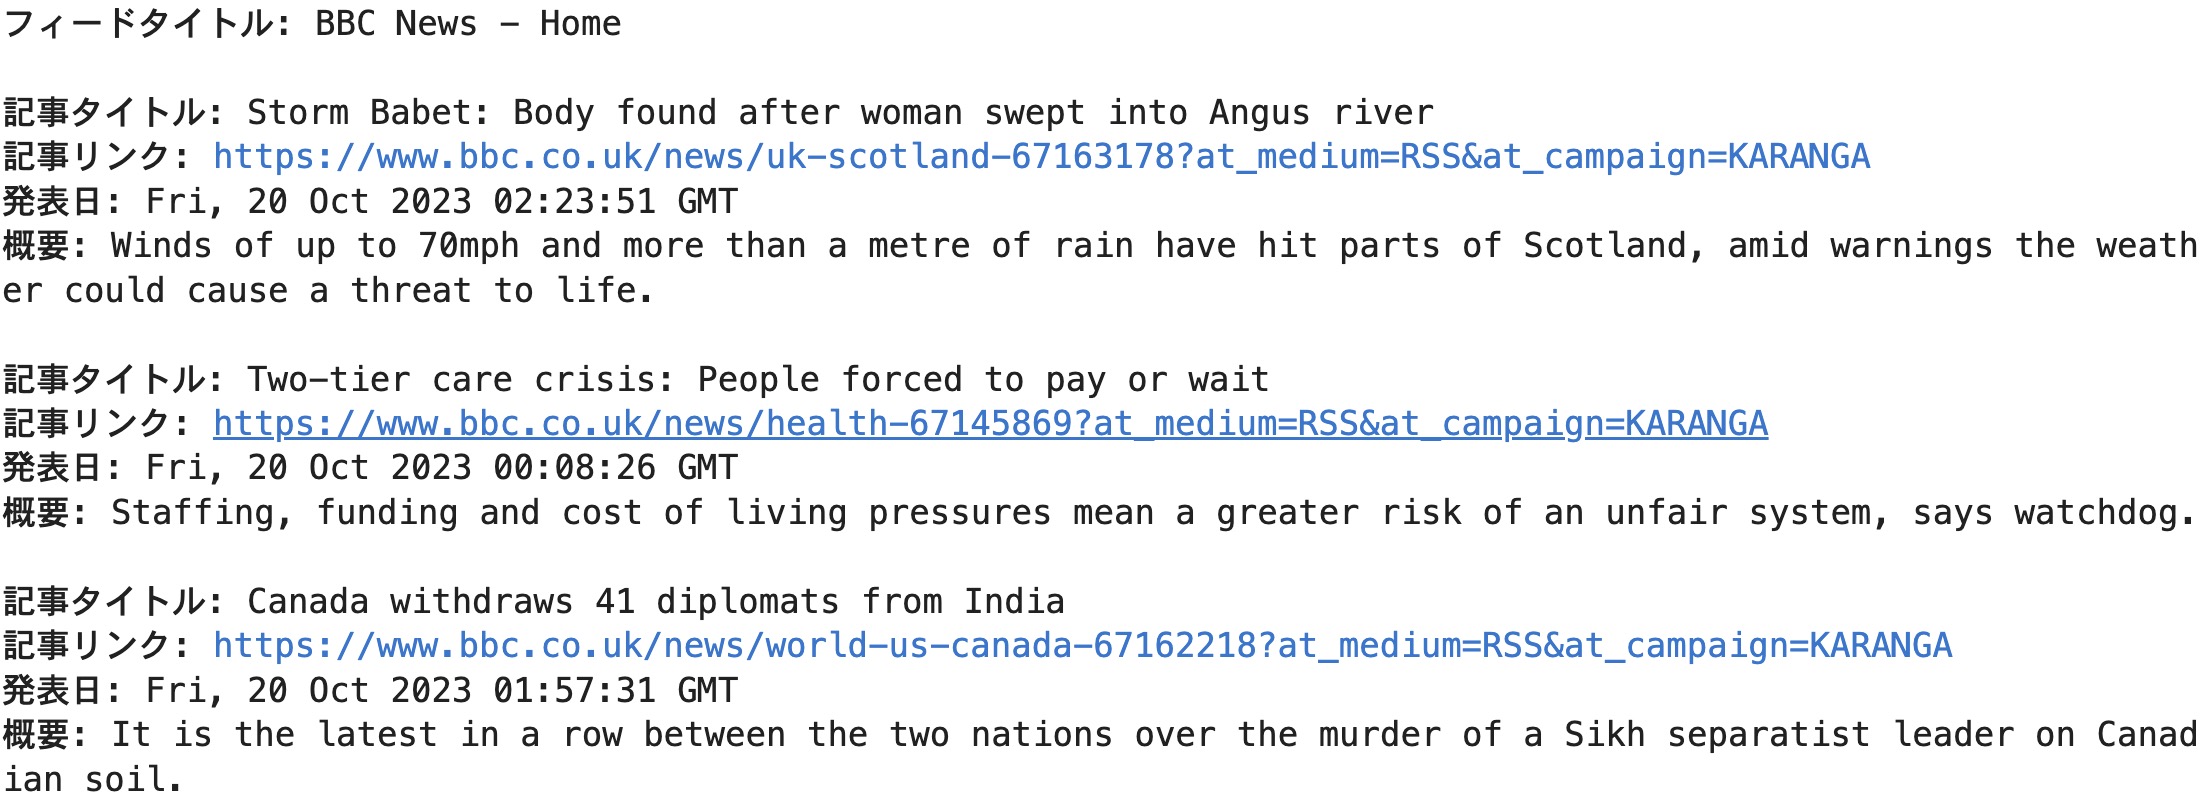 フィードタイトル: BBC News - Home
記事タイトル: Storm Babet: Body found after woman swept into Angus river
記事リンク: https://www.bbc.co.uk/news/uk-scotland-67163178?at_medium=RSS&at_campaign=KARANGA
発表日: Fri, 20 Oct 2023 02:23:51 GMT
概要: Winds of up to 70mph and more than a metre of rain have hit parts of Scotland, amid warnings the weath
er could cause a threat to life.
記事タイトル: Two-tier care crisis: People forced to pay or wait
記事リンク: https://www.bbc.co.uk/news/health-67145869?at_medium=RSS&at_campaign=KARANGA
発表日: Fri, 20 Oct 2023 00:08:26 GMT
概要: Staffing, funding and cost of living pressures mean a greater risk of an unfair system, says watchdog.
記事タイトル: Canada withdraws 41 diplomats from India
記事リンク: https://www.bbc.co.uk/news/world-us-canada-67162218?at_medium=RSS&at_campaign=KARANGA
発表日: Fri, 20 Oct 2023 01:57:31 GMT
概要: It is the latest in a row between the two nations over the murder of a Sikh separatist leader on Canad
ian soil.